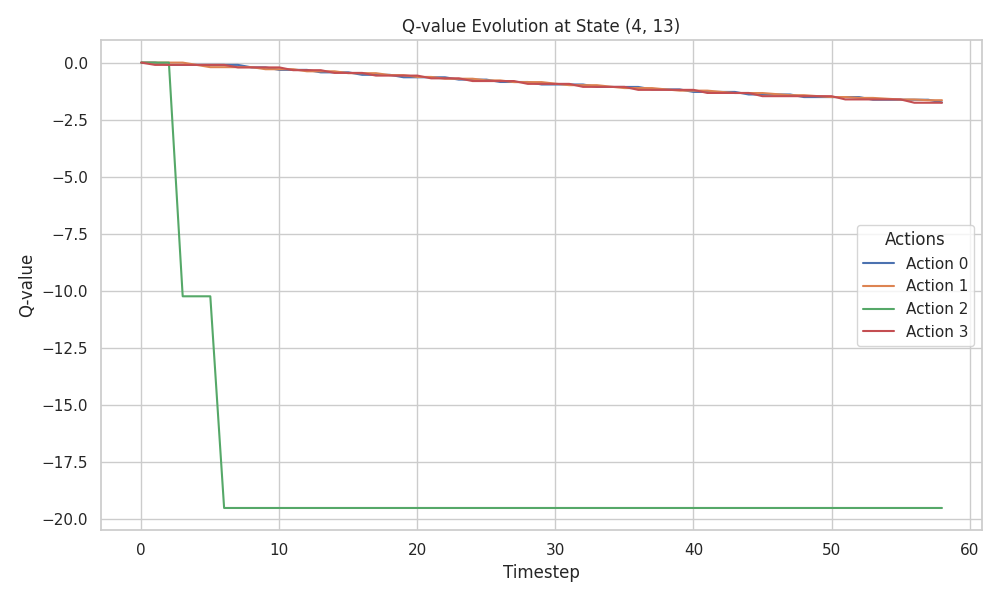 Q-value Evolution at State (4, 13)
0.0
−2.5
−5.0
−7.5
−10.0
−12.5
−15.0
−17.5
−20.0
Q-value
Actions
Action 0
Action 1
Action 2
Action 3
0 10 20 30 40 50 60
Timestep